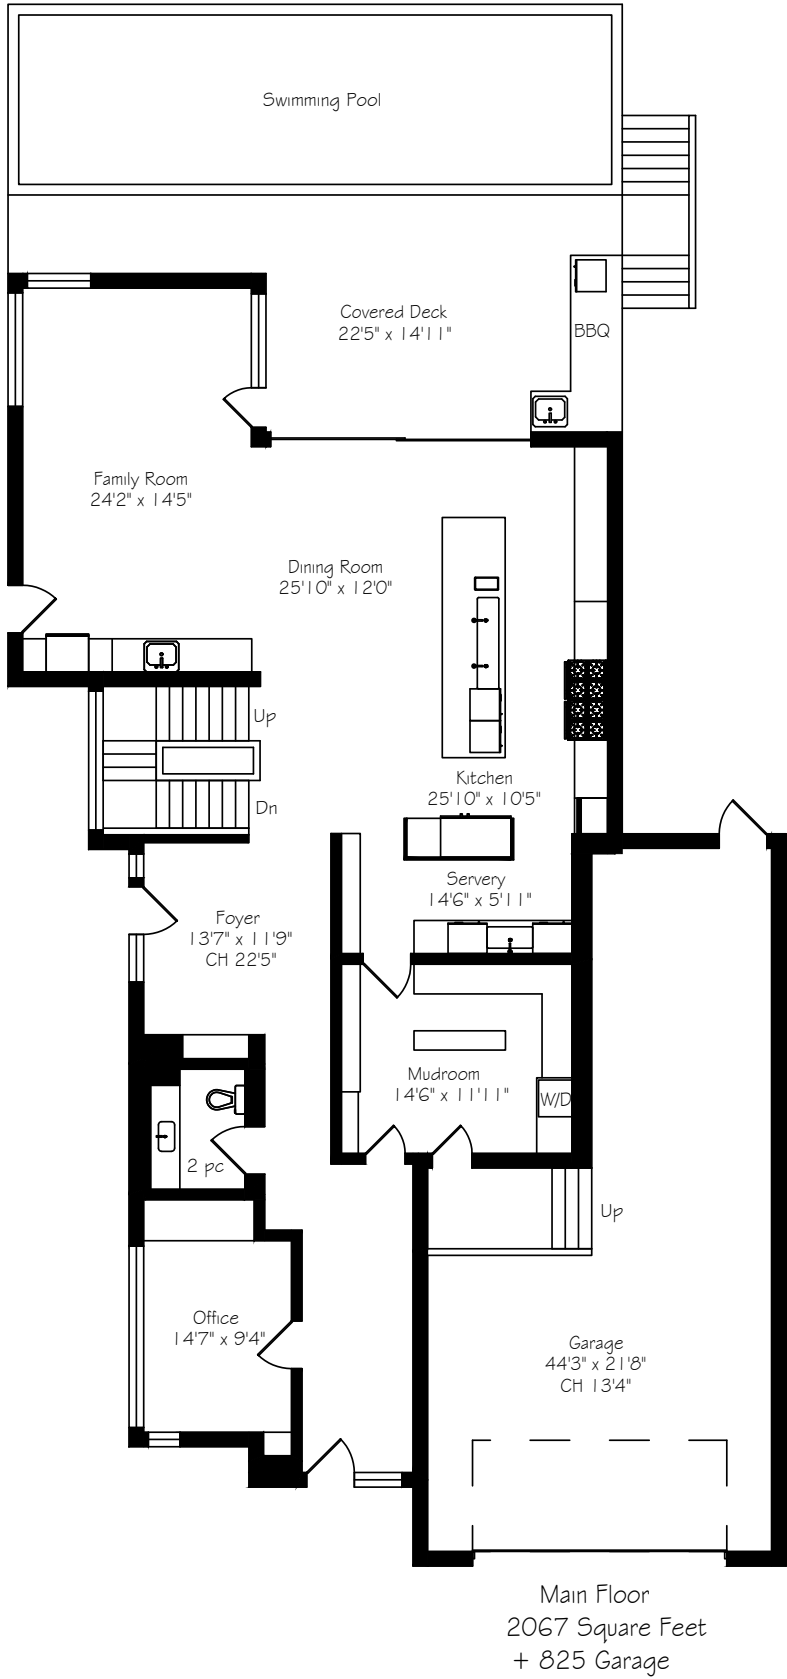 Swimming Pool
Covered Deck
22'5" x 14'11"
BBQ
Family Room
24'2" x 14'5"
Dining Room
25'10" x 12'0"
Up
Kitchen
25'10" x 10'5"
Dn
Servery
14'6" x 5'11"
Foyer
13'7" x 11'9"
CH 22'5"
Mudroom
14'6" x 11'11"
W/D
2 pc
Up
Office
14'7" x 9'4"
Garage
44'3" x 21'8"
CH 13'4"
Main Floor
2067 Square Feet
+ 825 Garage